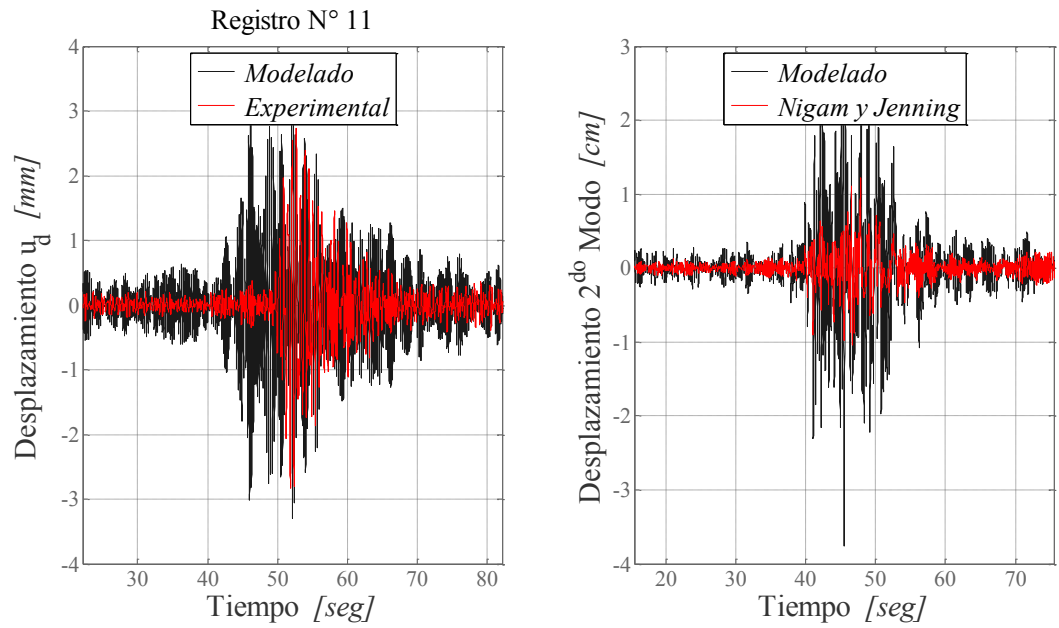 Registro N° 11
Modelado
Experimental
Desplazamiento u_d [mm]
4
3
2
1
0
-1
-2
-3
-4
30 40 50 60 70 80
Tiempo [seg]
Modelado
Nigam y Jenning
Desplazamiento 2^do Modo [cm]
3
2
1
0
-1
-2
-3
-4
20 30 40 50 60 70
Tiempo [seg]